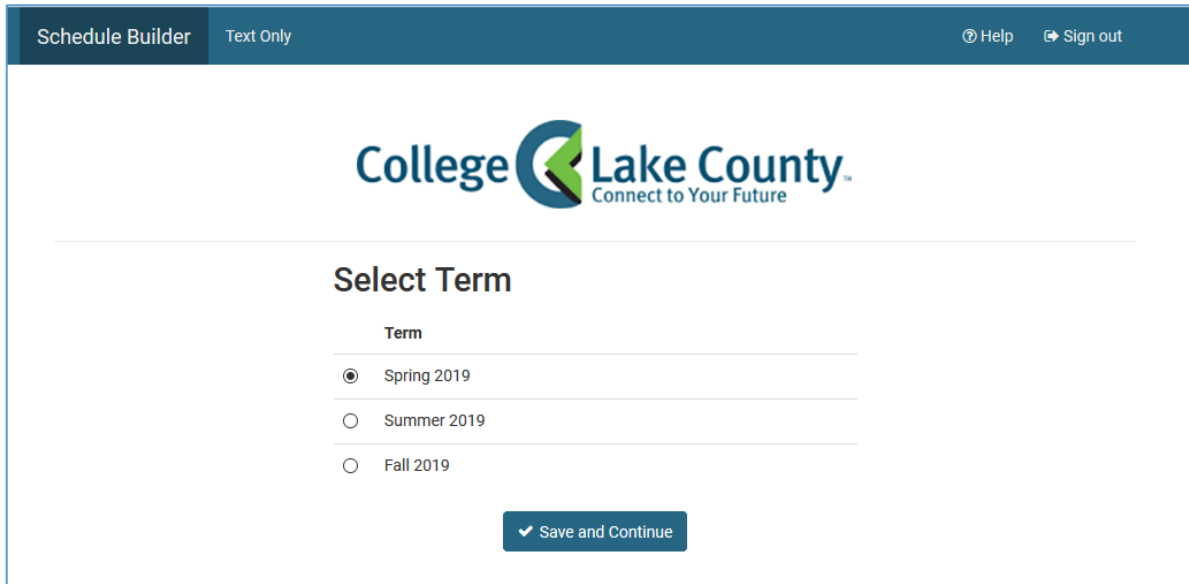 Schedule Builder Text Only Help Sign out
College Lake County™
Connect to Your Future
Select Term
Term
Spring 2019
Summer 2019
Fall 2019
Save and Continue